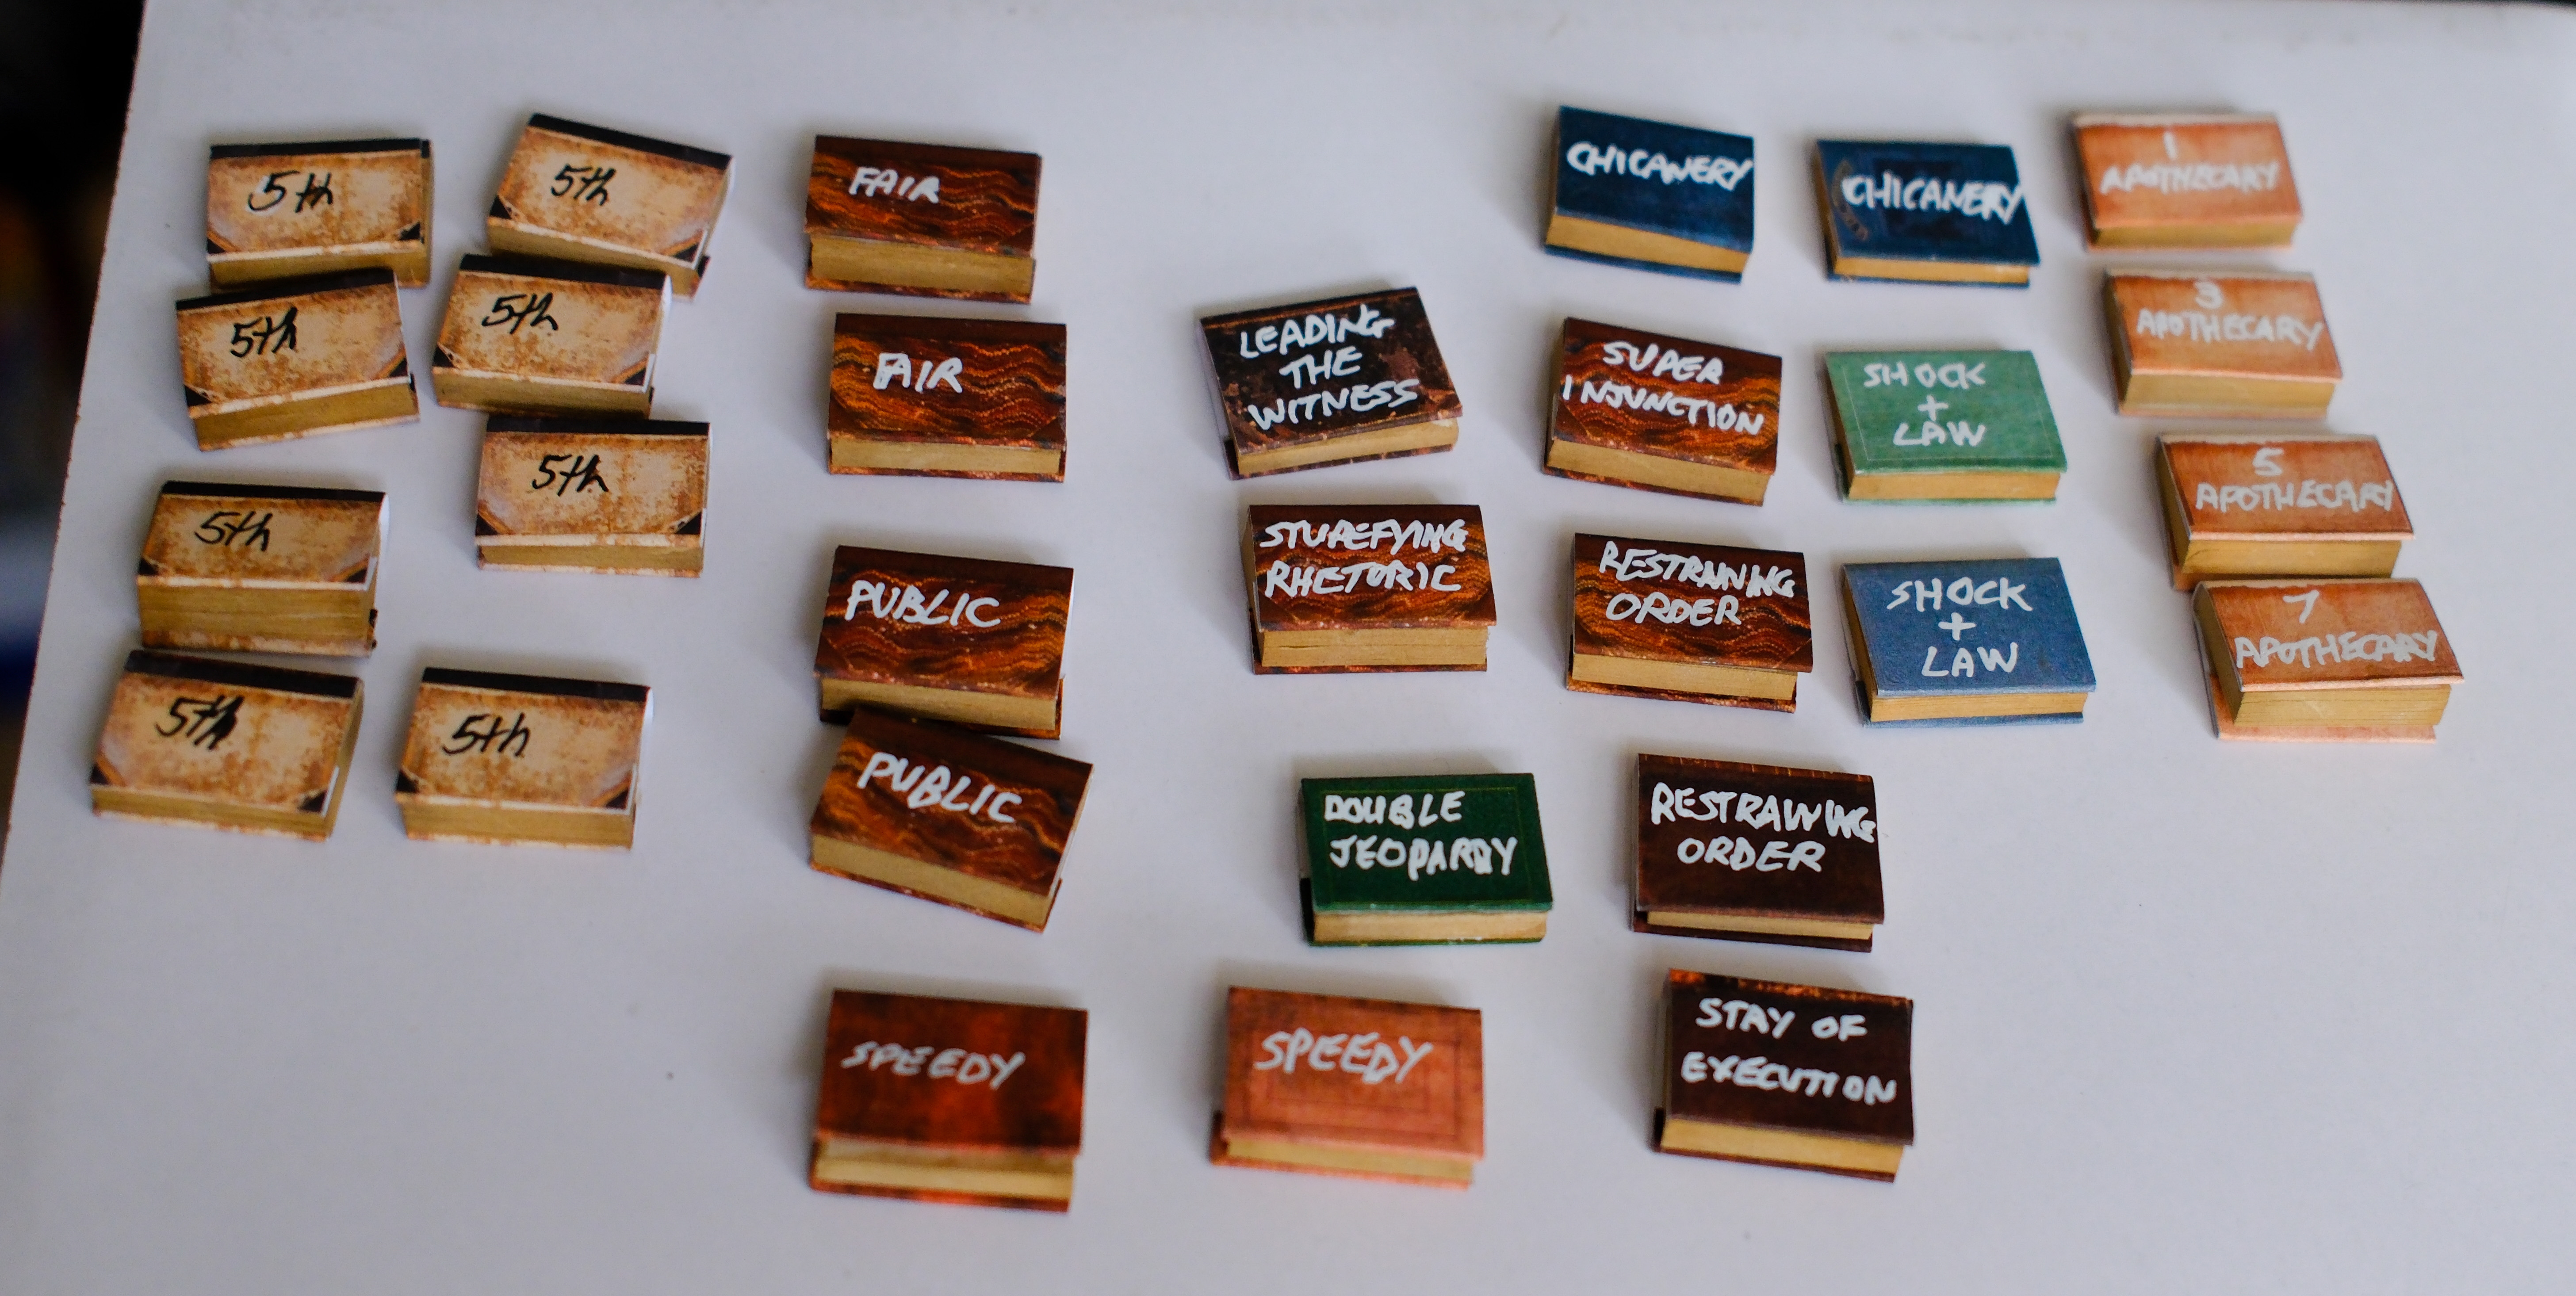 5th
5th
5th
5th
5th
5th
5th
5th
FAIR
FAIR
PUBLIC
PUBLIC
SPEEDY
LEADING
THE
WITNESS
STUPEFYING
RHETORIC
DOUBLE
JEOPARDY
SPEEDY
CHICANERY
SUPER
INJUNCTION
RESTRAINING
ORDER
RESTRAINING
ORDER
STAY OF
EXECUTION
CHICANERY
SHOCK
+
LAW
SHOCK
+
LAW
1
APOTHECARY
3
APOTHECARY
5
APOTHECARY
7
APOTHECARY